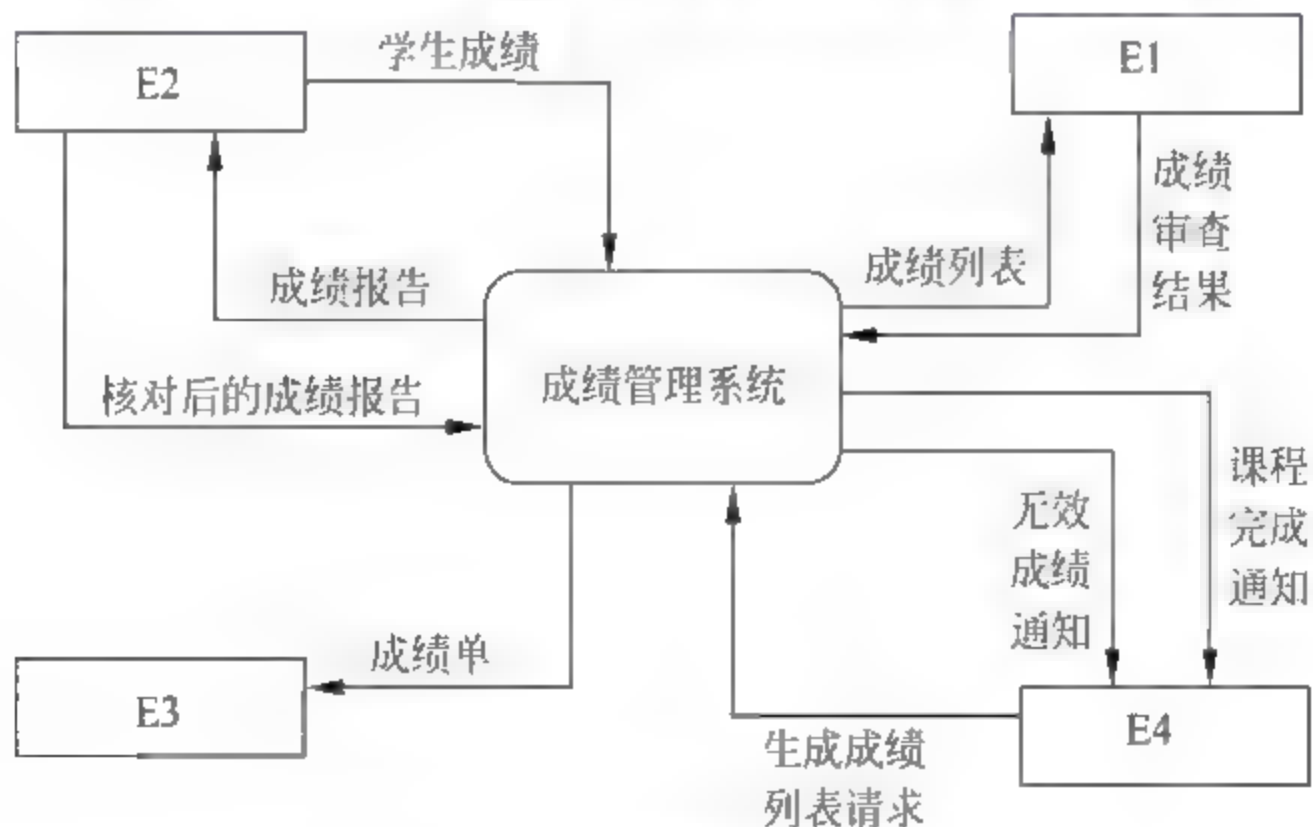 E2
学生成绩
E1
成绩
审查
结果
成绩列表
成绩报告
成绩管理系统
核对后的成绩报告
课程
完成
通知
无效
成绩
通知
成绩单
E3
E4
生成成绩
列表请求